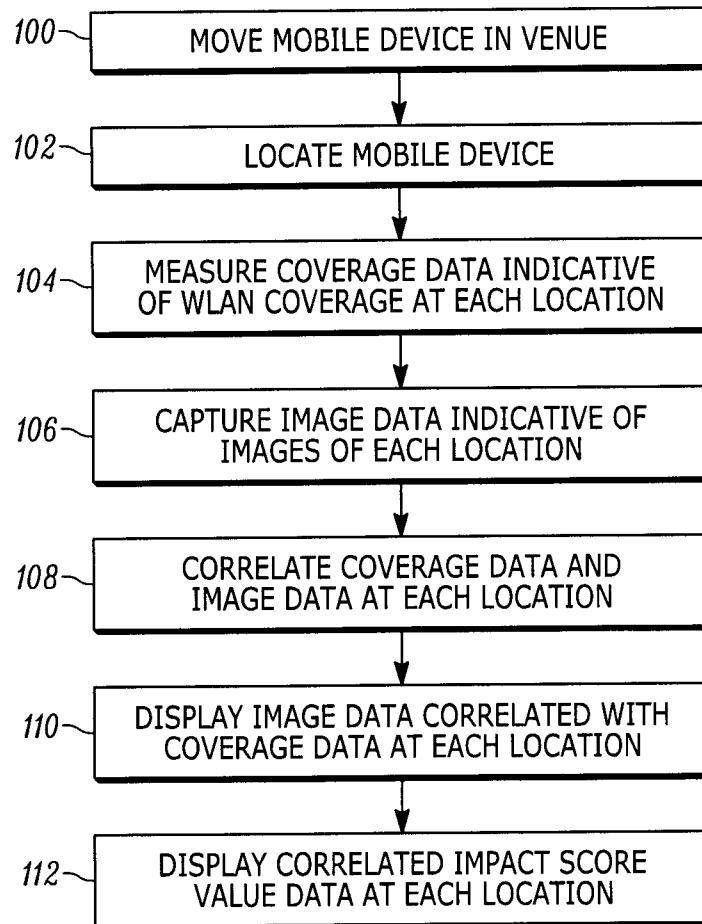 100
MOVE MOBILE DEVICE IN VENUE
102
LOCATE MOBILE DEVICE
104
MEASURE COVERAGE DATA INDICATIVE
OF WLAN COVERAGE AT EACH LOCATION
106
CAPTURE IMAGE DATA INDICATIVE OF
IMAGES OF EACH LOCATION
108
CORRELATE COVERAGE DATA AND
IMAGE DATA AT EACH LOCATION
110
DISPLAY IMAGE DATA CORRELATED WITH
COVERAGE DATA AT EACH LOCATION
112
DISPLAY CORRELATED IMPACT SCORE
VALUE DATA AT EACH LOCATION